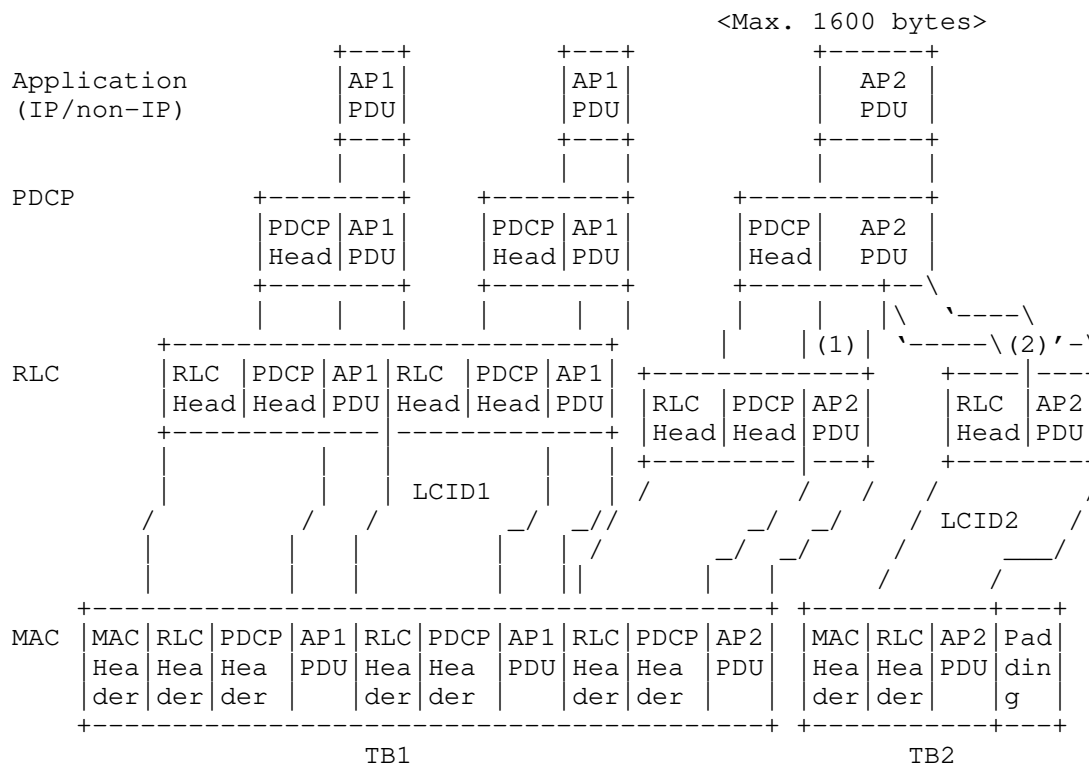 <Max. 1600 bytes>
Application AP1 AP1 AP2
(IP/non-IP) PDU PDU PDU
PDCP
PDCP AP1 PDCP AP1 PDCP AP2
Head PDU Head PDU Head PDU
(1) (2)
RLC RLC PDCP AP1 RLC PDCP AP1
Head Head PDU Head Head PDU
RLC PDCP AP2 RLC AP2
Head Head PDU Head PDU
LCID1
LCID2
MAC MAC RLC PDCP AP1 RLC PDCP AP1 RLC PDCP AP2 MAC RLC AP2 Pad
Hea Hea Hea PDU Hea Hea PDU Hea Hea PDU Hea Hea PDU din
der der der der der der der der der g
TB1 TB2